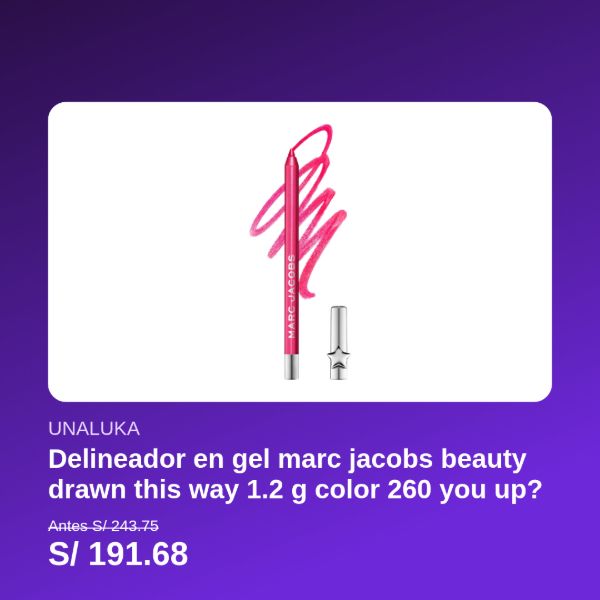 MARC JACOBS
UNALUKA
Delineador en gel marc jacobs beauty
drawn this way 1.2 g color 260 you up?
Antes S/ 243.75
S/ 191.68